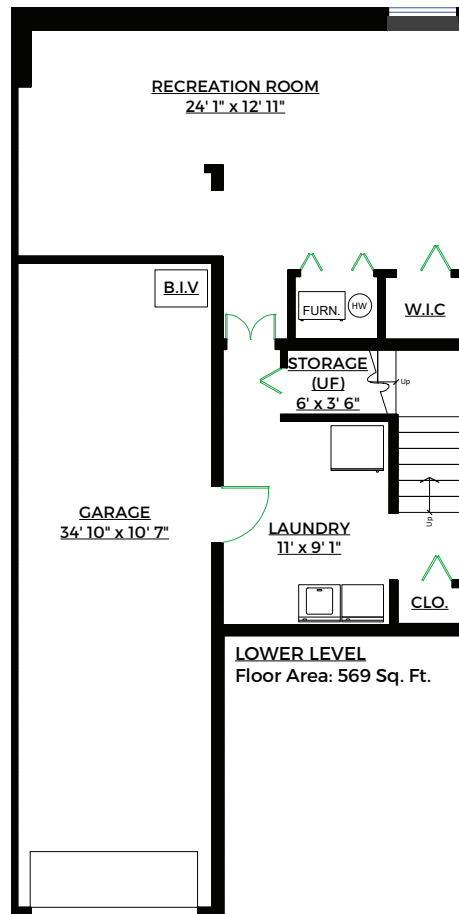 RECREATION ROOM
24' 1" x 12' 11"
B.I.V
FURN.
HW
W.I.C
STORAGE
(UF)
6' x 3' 6"
Up
GARAGE
34' 10" x 10' 7"
Up
LAUNDRY
11' x 9' 1"
CLO.
LOWER LEVEL
Floor Area: 569 Sq. Ft.